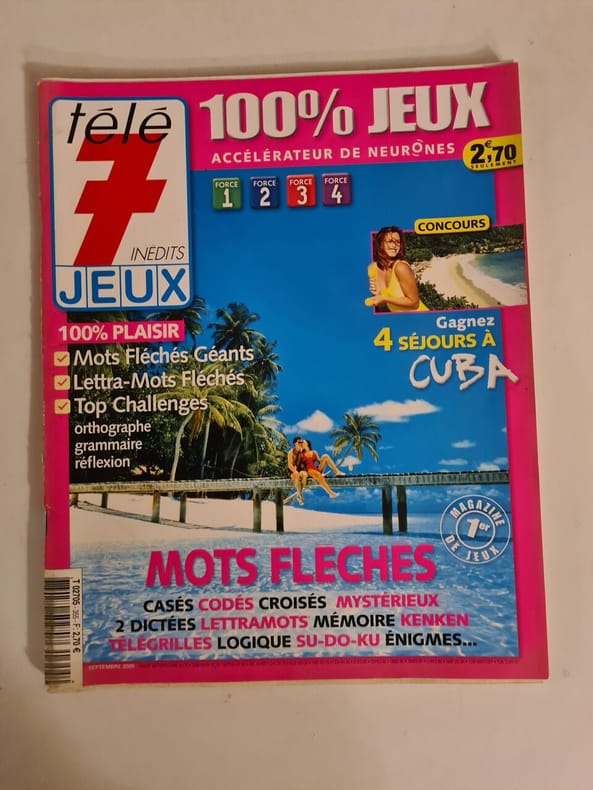 télé
7
INÉDITS
JEUX
100% JEUX
ACCÉLÉRATEUR DE NEURONES
2,70€
SEULEMENT
FORCE 1 FORCE 2 FORCE 3 FORCE 4
CONCOURS
Gagnez
4 SÉJOURS À
CUBA
100% PLAISIR
Mots Fléchés Géants
Lettra-Mots Fléchés
Top Challenges
orthographe
grammaire
réflexion
MAGAZINE
1er
DE JEUX
MOTS FLECHES
CASÉS CODÉS CROISÉS MYSTÉRIEUX
2 DICTÉES LETTRAMOTS MÉMOIRE KENKEN
TÉLÉGRILLES LOGIQUE SU-DO-KU ÉNIGMES...
SEPTEMBRE